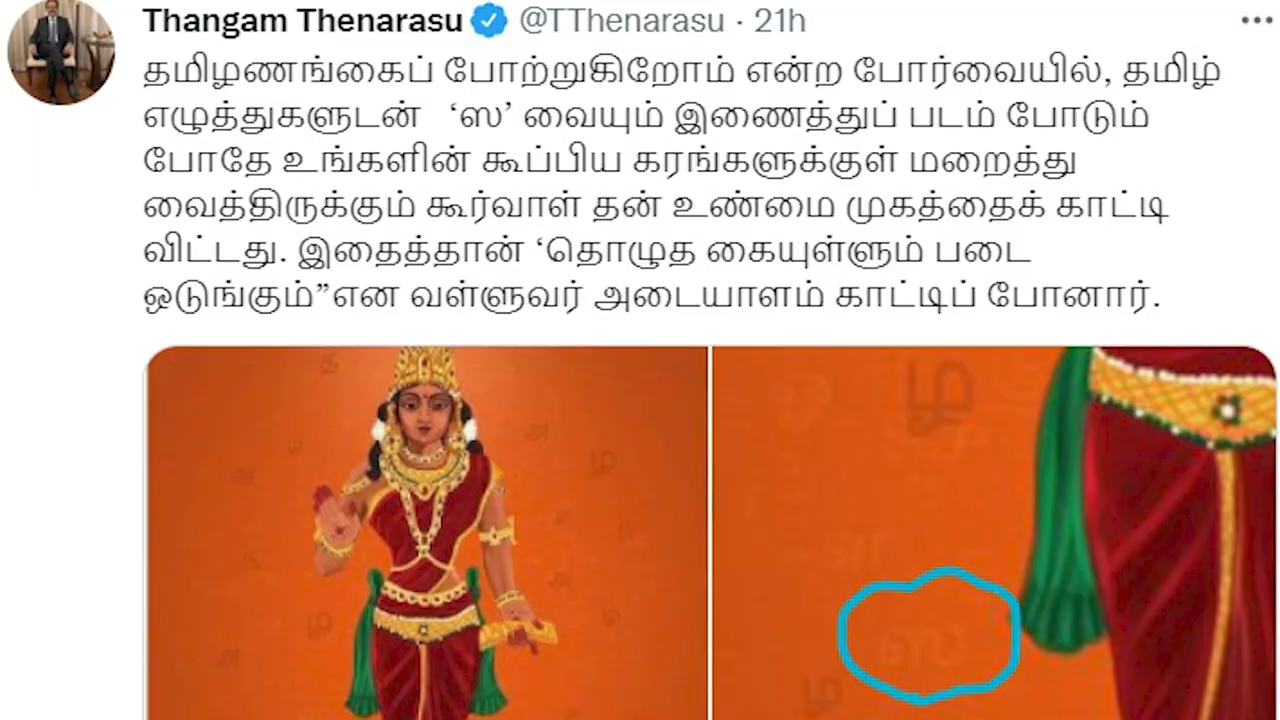 Thangam Thenarasu @TThenarasu · 21h
தமிழணங்கைப் போற்றுகிறோம் என்ற போர்வையில், தமிழ்
எழுத்துகளுடன் ‘ஸ’ வையும் இணைத்துப் படம் போடும்
போதே உங்களின் கூப்பிய கரங்களுக்குள் மறைத்து
வைத்திருக்கும் கூர்வாள் தன் உண்மை முகத்தைக் காட்டி
விட்டது. இதைத்தான் ‘தொழுத கையுள்ளும் படை
ஒடுங்கும்”என வள்ளுவர் அடையாளம் காட்டிப் போனார்.
த
ழ
ழ
ஸ